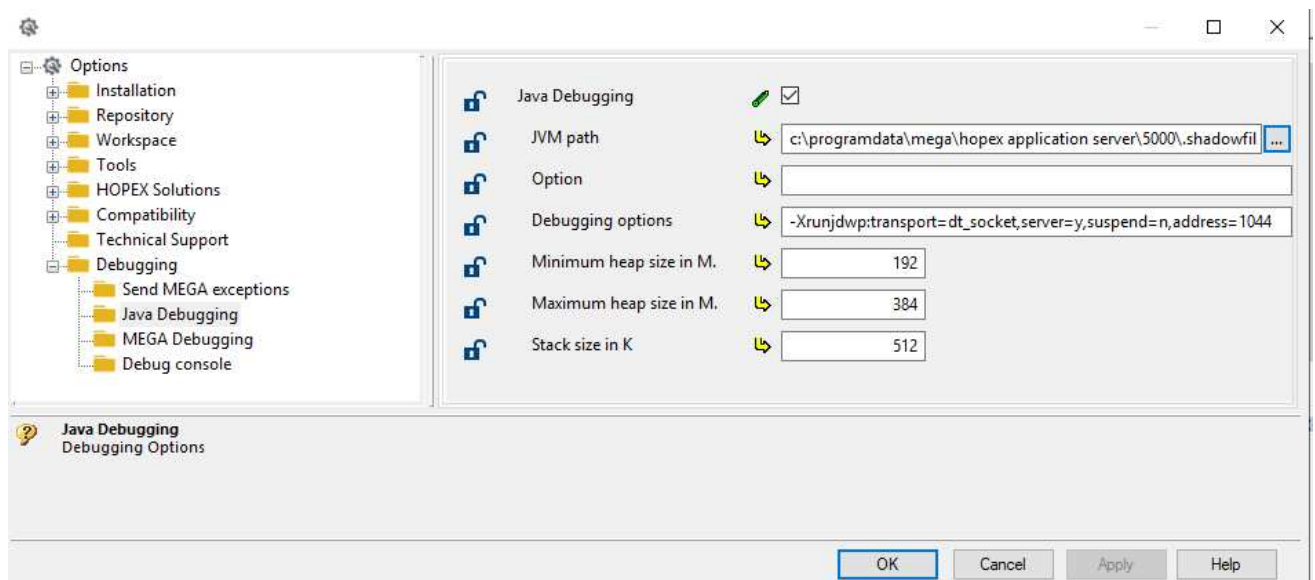 Options
Installation
Repository
Workspace
Tools
HOPEX Solutions
Compatibility
Technical Support
Debugging
Send MEGA exceptions
Java Debugging
MEGA Debugging
Debug console
Java Debugging
JVM path c:\programdata\mega\hopex application server\5000\.shadowfil ...
Option
Debugging options -Xrunjdwp:transport=dt_socket,server=y,suspend=n,address=1044
Minimum heap size in M. 192
Maximum heap size in M. 384
Stack size in K 512
Java Debugging
Debugging Options
OK Cancel Apply Help